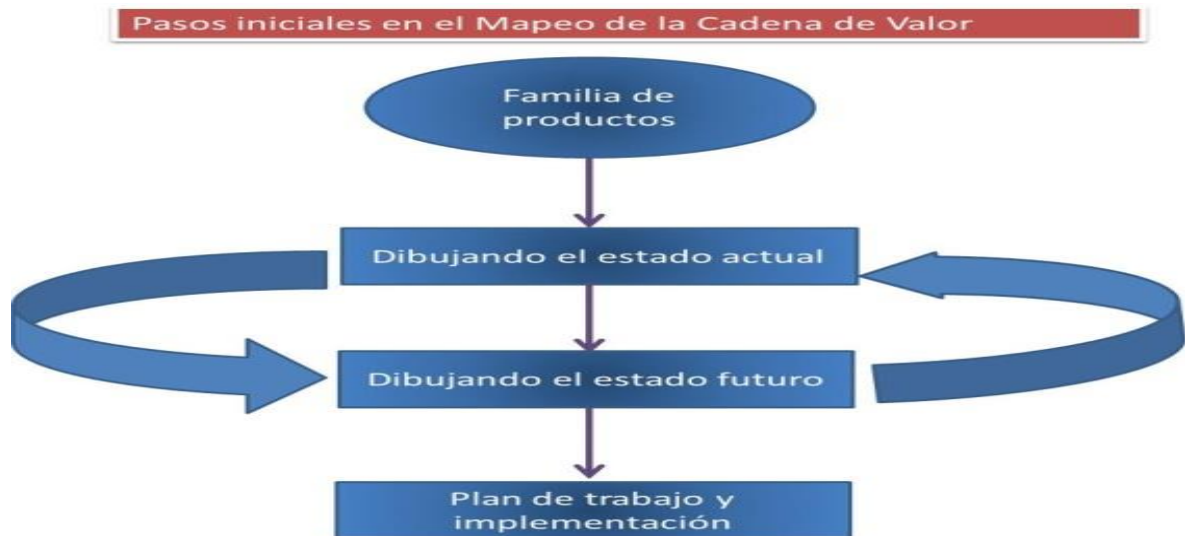 Pasos iniciales en el Mapeo de la Cadena de Valor
Familia de
productos
Dibujando el estado actual
Dibujando el estado futuro
Plan de trabajo y
implementación